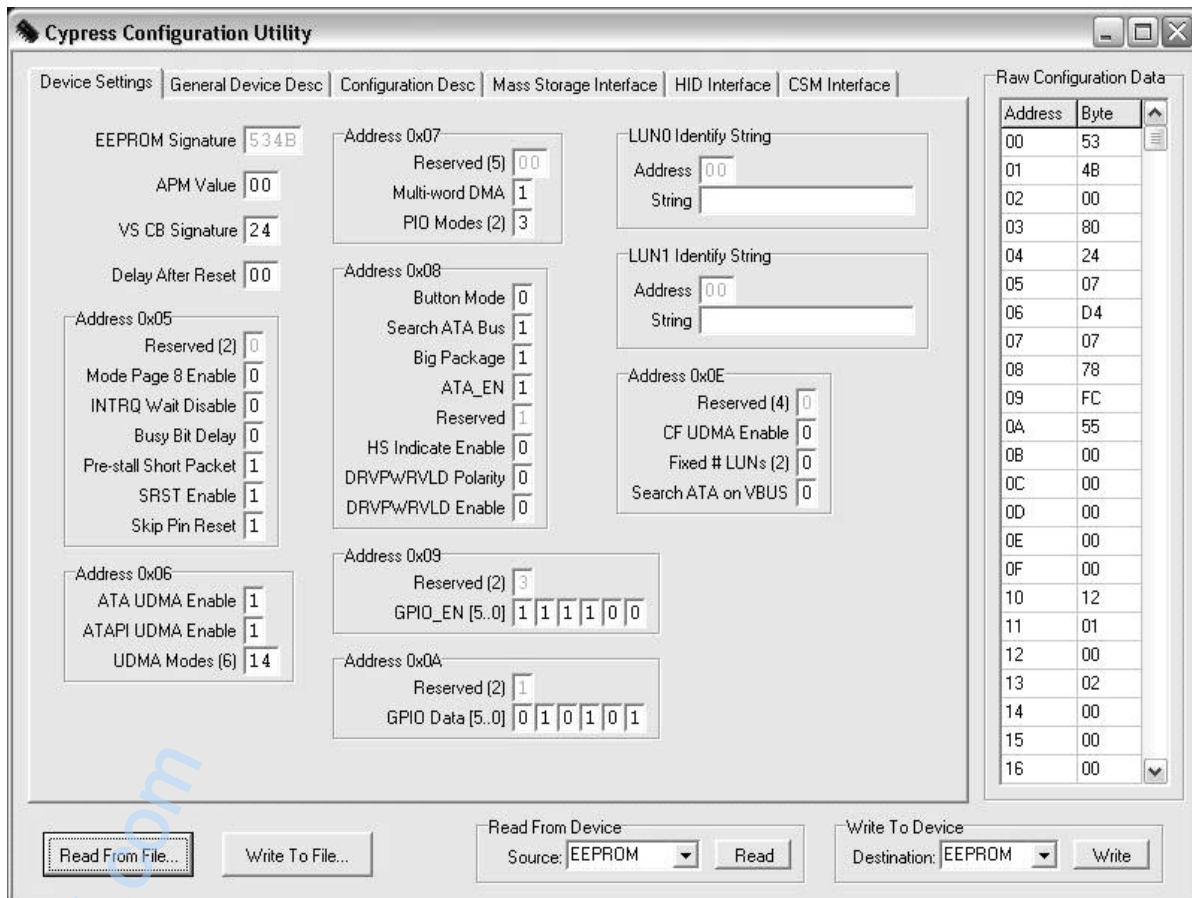 Cypress Configuration Utility
Device Settings
General Device Desc
Configuration Desc
Mass Storage Interface
HID Interface
CSM Interface
EEPROM Signature 534B
APM Value 00
VS CB Signature 24
Delay After Reset 00
Address 0x05
Reserved (2) 0
Mode Page 8 Enable 0
INTRQ Wait Disable 0
Busy Bit Delay 0
Pre-stall Short Packet 1
SRST Enable 1
Skip Pin Reset 1
Address 0x06
ATA UDMA Enable 1
ATAPI UDMA Enable 1
UDMA Modes (6) 14
Address 0x07
Reserved (5) 00
Multi-word DMA 1
PIO Modes (2) 3
Address 0x08
Button Mode 0
Search ATA Bus 1
Big Package 1
ATA_EN 1
Reserved 1
HS Indicate Enable 0
DRVPWRVLD Polarity 0
DRVPWRVLD Enable 0
Address 0x09
Reserved (2) 3
GPIO_EN [5..0] 1 1 1 1 0 0
Address 0x0A
Reserved (2) 1
GPIO Data [5..0] 0 1 0 1 0 1
LUN0 Identify String
Address 00
String
LUN1 Identify String
Address 00
String
Address 0x0E
Reserved (4) 0
CF UDMA Enable 0
Fixed # LUNs (2) 0
Search ATA on VBUS 0
Raw Configuration Data
Address Byte
00 53
01 4B
02 00
03 80
04 24
05 07
06 D4
07 07
08 78
09 FC
0A 55
0B 00
0C 00
0D 00
0E 00
0F 00
10 12
11 01
12 00
13 02
14 00
15 00
16 00
Read From File...
Write To File...
Read From Device
Source: EEPROM
Read
Write To Device
Destination: EEPROM
Write
com